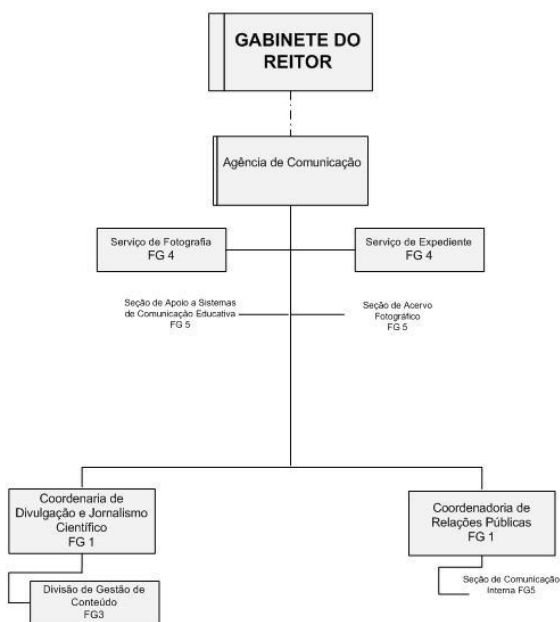 GABINETE DO
REITOR
Agência de Comunicação
Serviço de Fotografia
FG 4
Serviço de Expediente
FG 4
Seção de Apoio a Sistemas
de Comunicação Educativa
FG 5
Seção de Acervo
Fotográfico
FG 5
Coordenaria de
Divulgação e Jornalismo
Científico
FG 1
Coordenadoria de
Relações Públicas
FG 1
Divisão de Gestão de
Conteúdo
FG3
Seção de Comunicação
Interna FG5